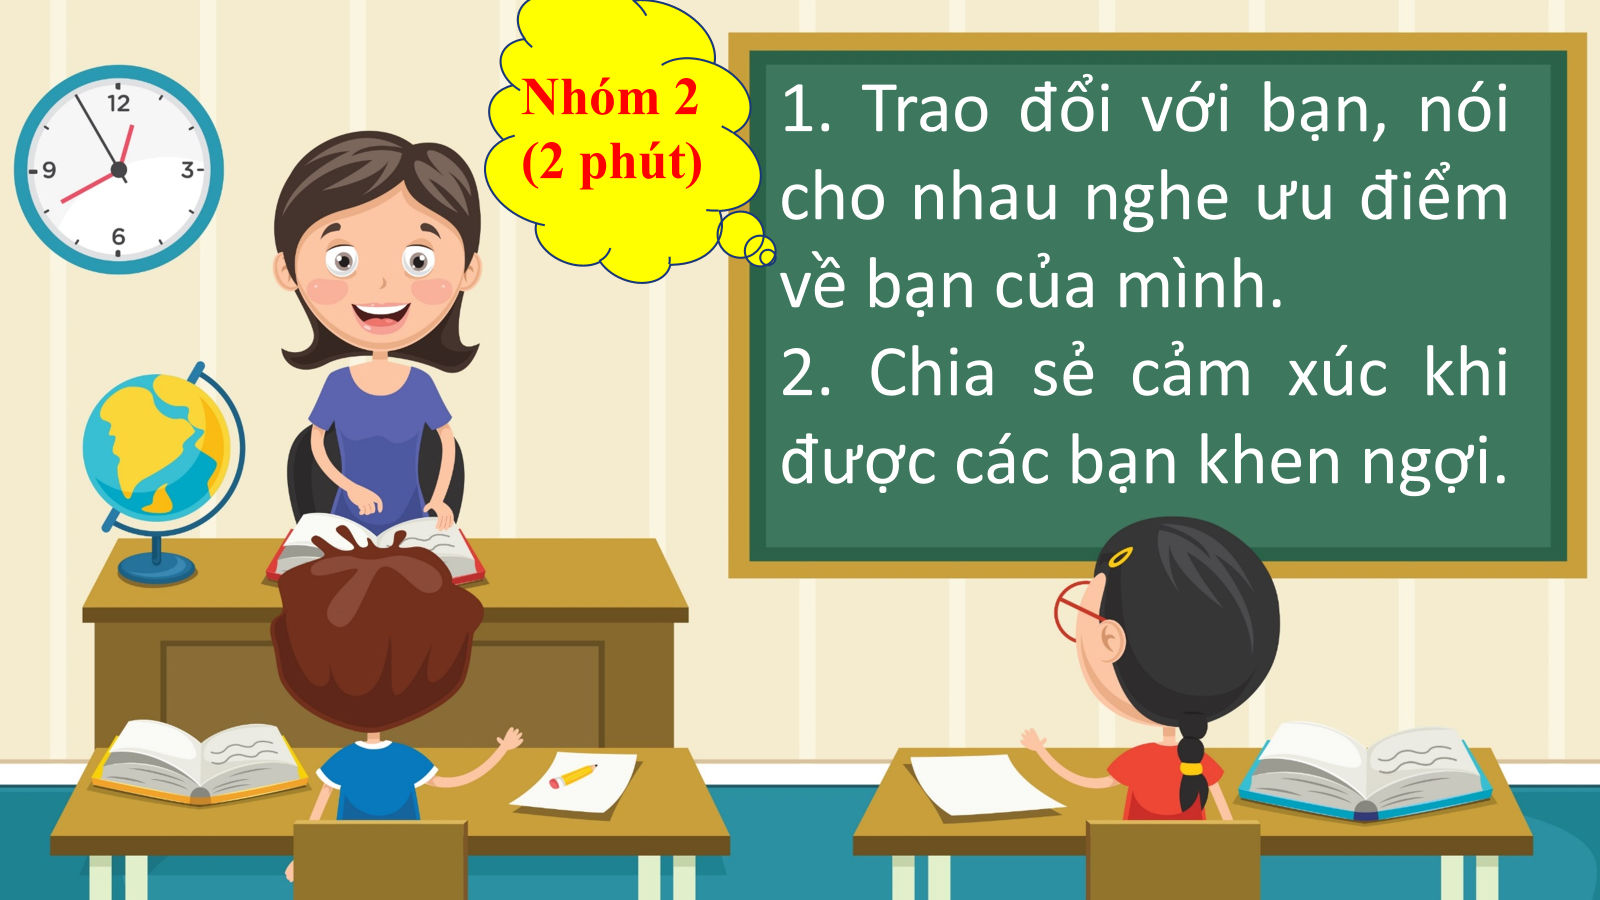 Nhóm 2
(2 phút)
1. Trao đổi với bạn, nói
cho nhau nghe ưu điểm
về bạn của mình.
2. Chia sẻ cảm xúc khi
được các bạn khen ngợi.
12
9
3
6